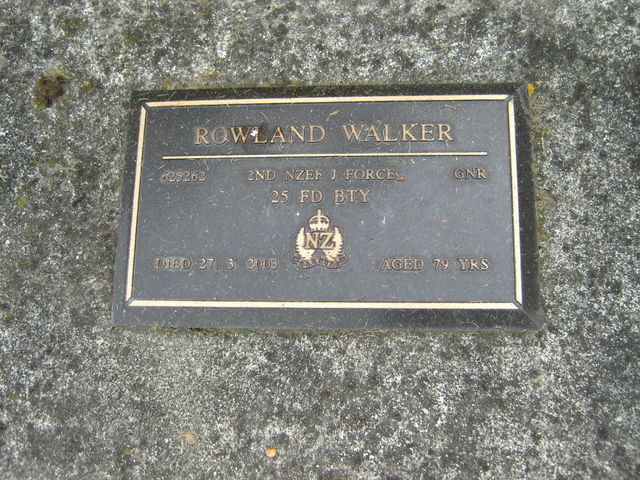 ROWLAND WALKER
625262 2ND NZEF J FORCE GNR
25 FD BTY
NZ
DIED 27. 3. 2003 AGED 79 YRS